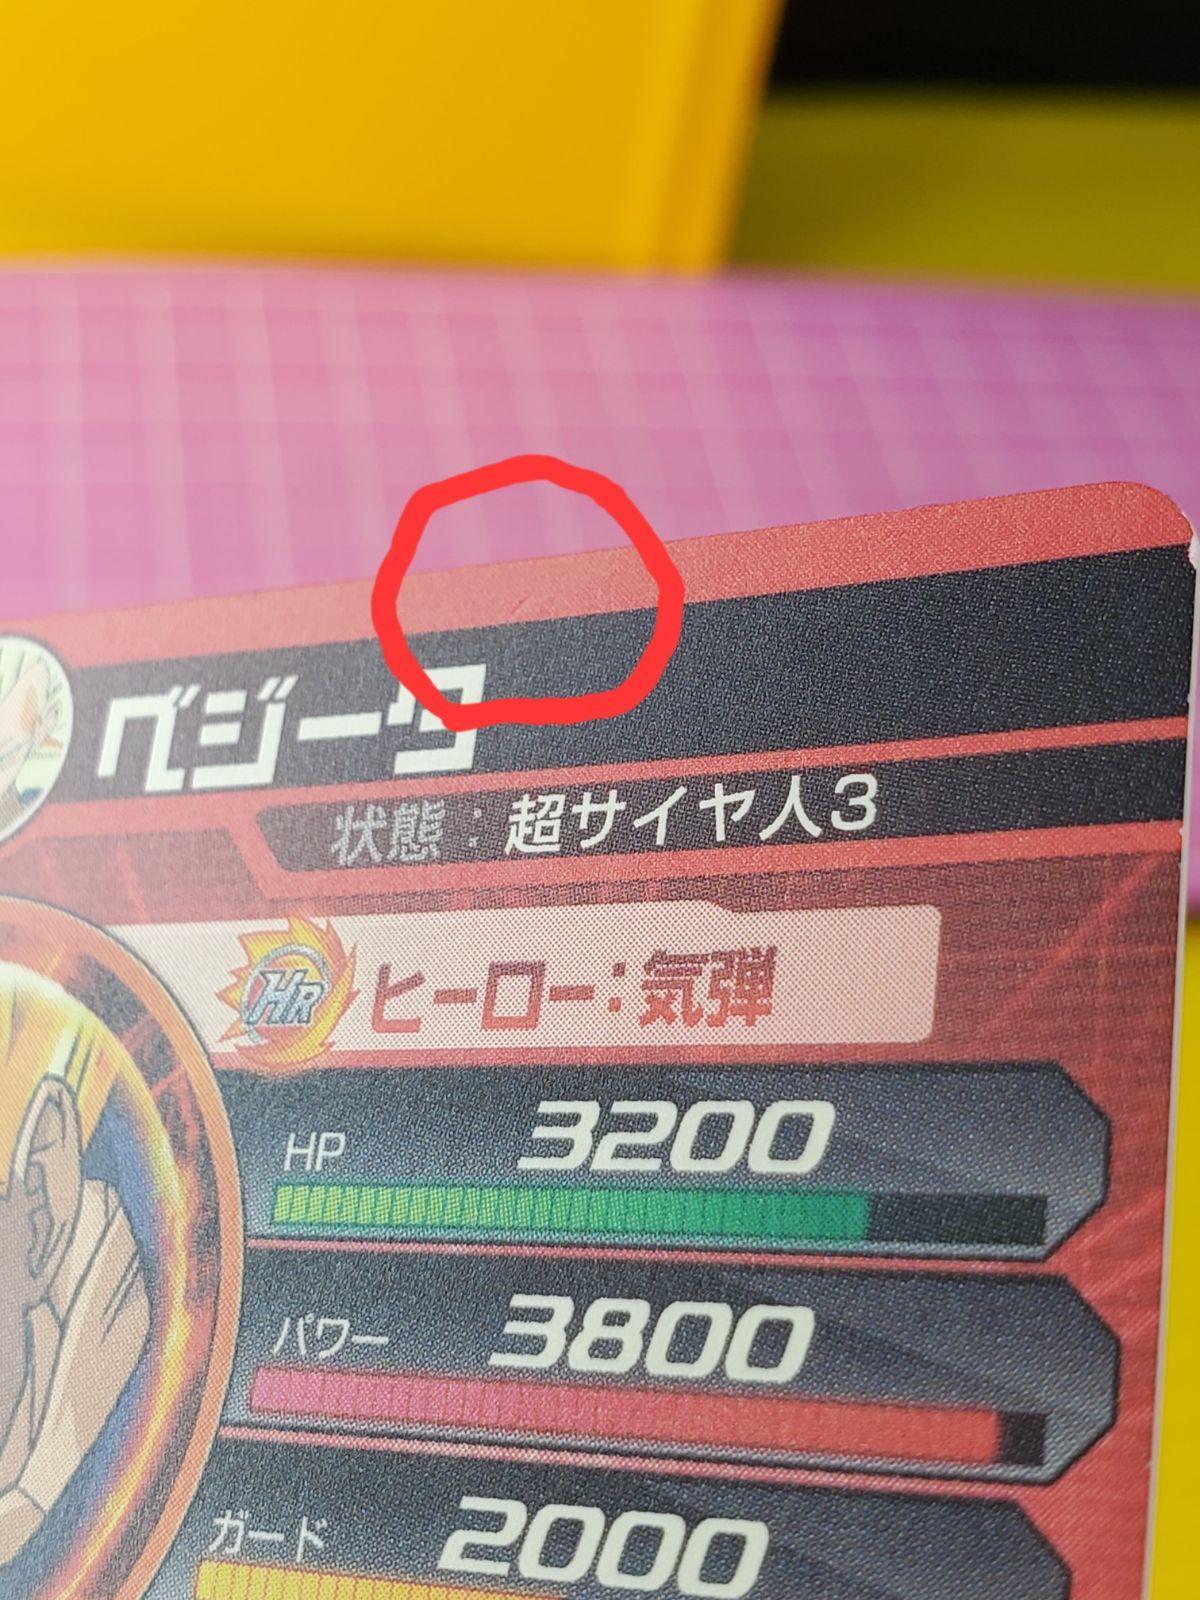 ベジータ
状態：超サイヤ人3
HR ヒーロー：気弾
HP 3200
パワー 3800
ガード 2000